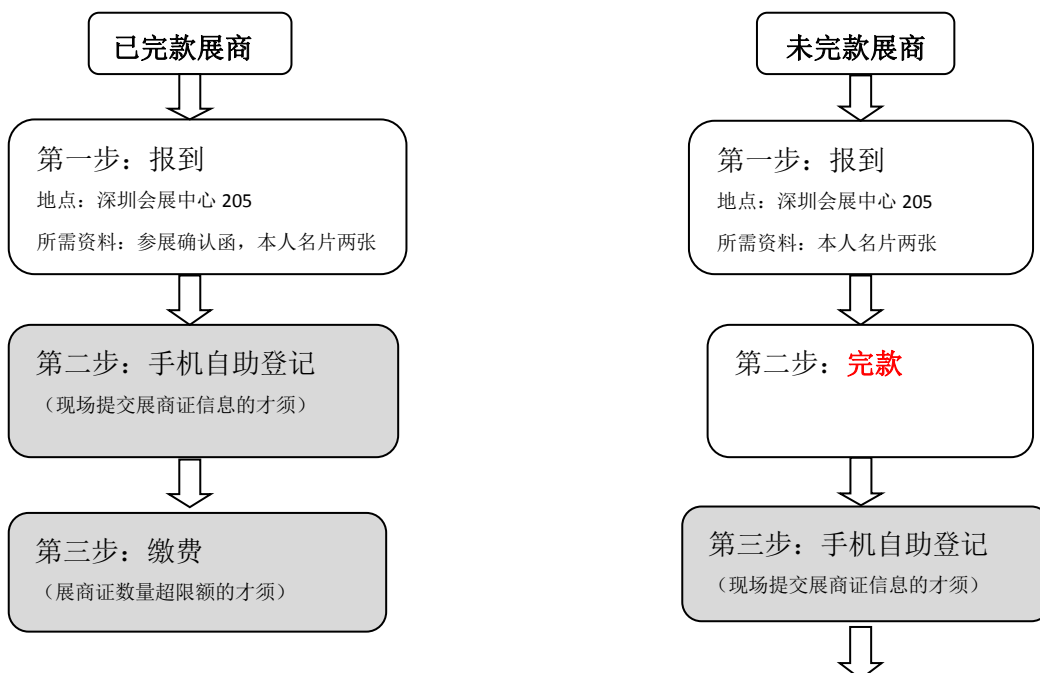 已完款展商
第一步：报到
地点：深圳会展中心 205
所需资料：参展确认函，本人名片两张
第二步：手机自助登记
（现场提交展商证信息的才须）
第三步：缴费
（展商证数量超限额的才须）
未完款展商
第一步：报到
地点：深圳会展中心 205
所需资料：本人名片两张
第二步：完款
第三步：手机自助登记
（现场提交展商证信息的才须）